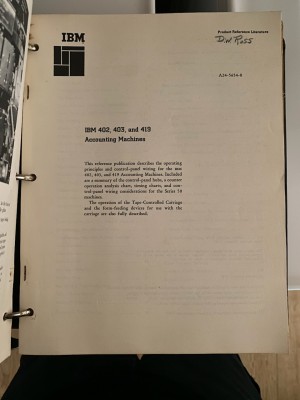 IBM
Product Reference Literature
D.W. Ross
A24-5654-0
IBM 402, 403, and 419
Accounting Machines
This reference publication describes the operating
principles and control-panel wiring for the IBM
402, 403, and 419 Accounting Machines. Included
are a summary of the control-panel hubs, a counter
operation analysis chart, timing charts, and con-
trol-panel wiring considerations for the Series 50
machines.
The operation of the Tape-Controlled Carriage
and the form-feeding devices for use with the
carriage are also fully described.